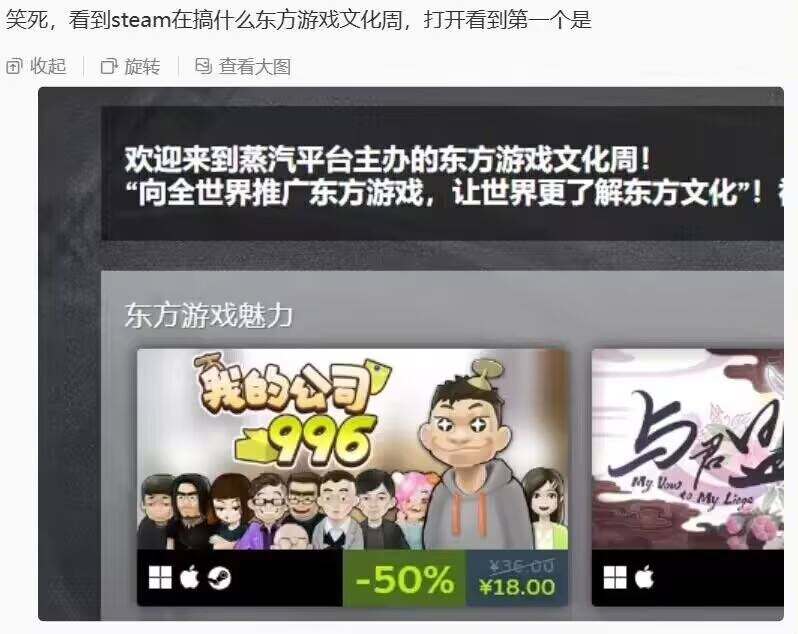 笑死，看到steam在搞什么东方游戏文化周，打开看到第一个是
收起 旋转 查看大图
欢迎来到蒸汽平台主办的东方游戏文化周！
“向全世界推广东方游戏，让世界更了解东方文化”！
东方游戏魅力
我的公司
996
与君盟
My Vow
to My Liege
-50%
¥36.00
¥18.00